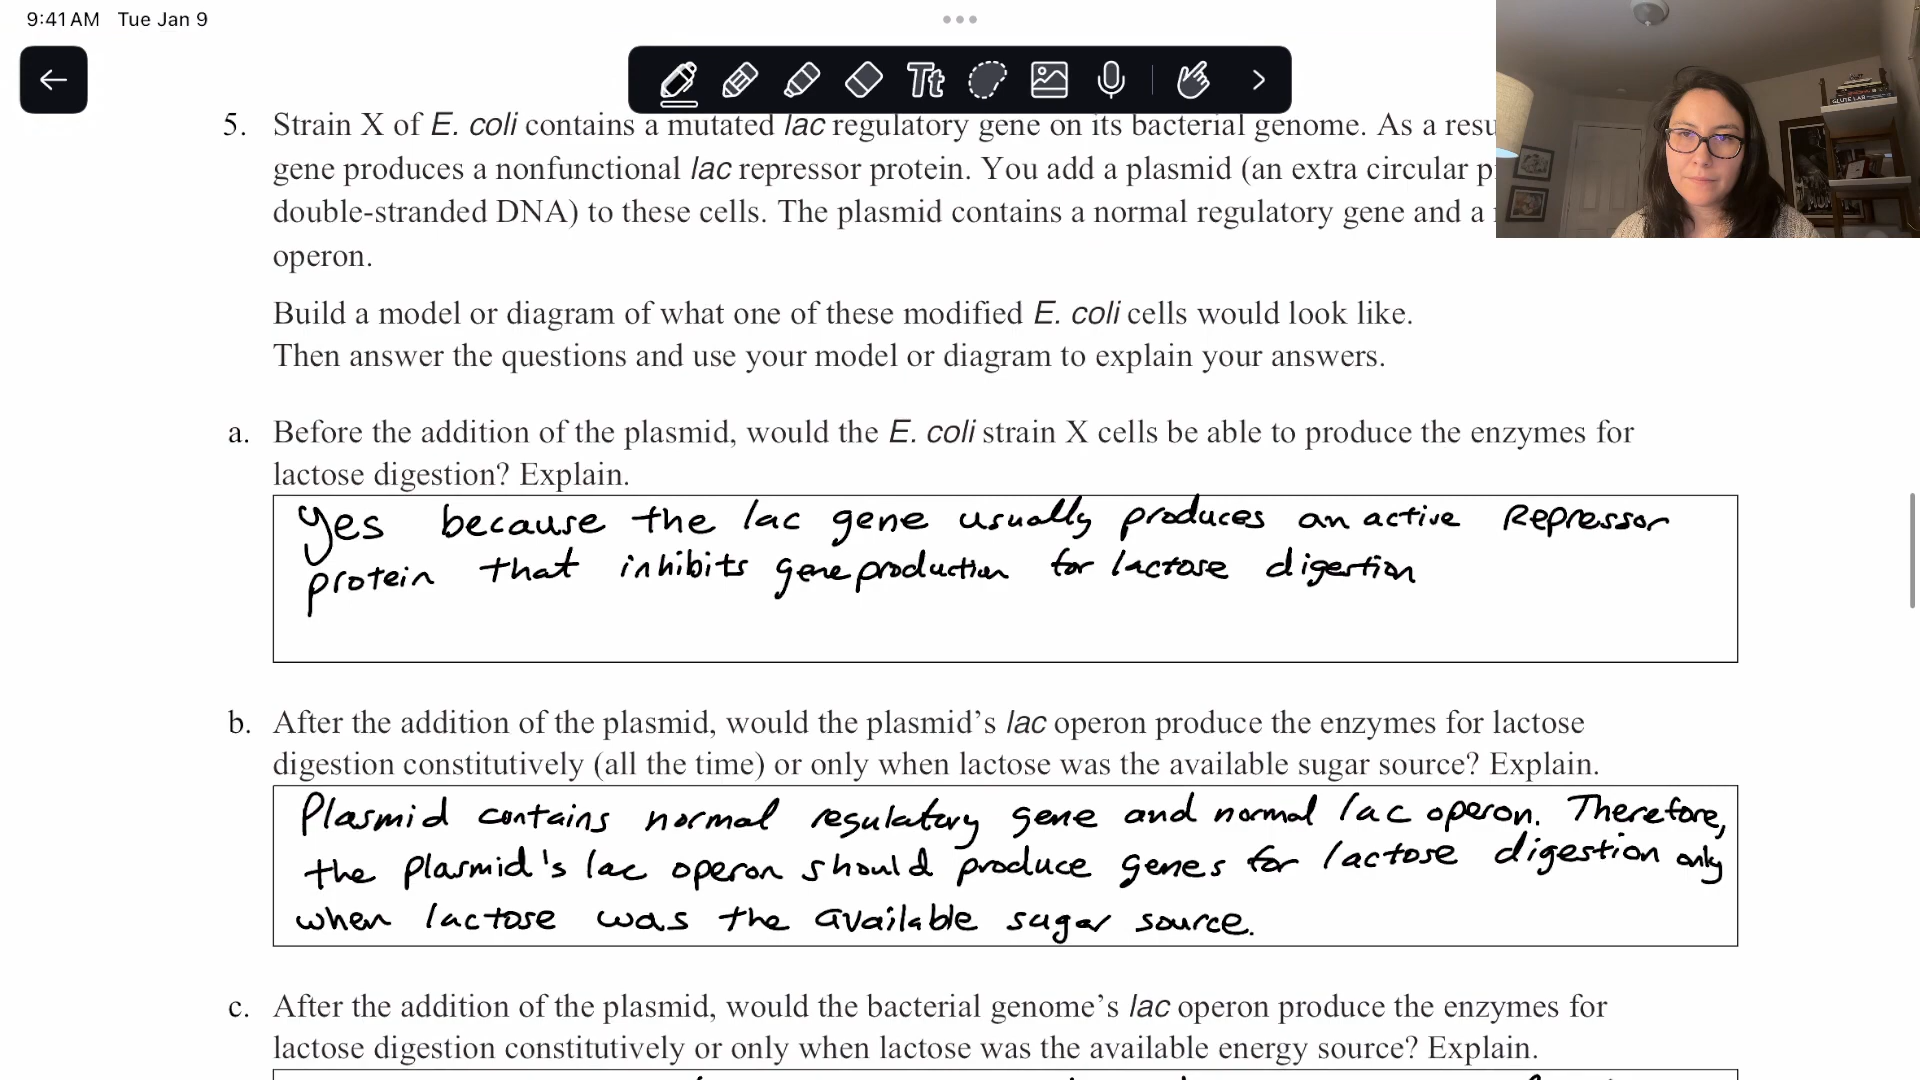 9:41 AM Tue Jan 9
Tt
5. Strain X of E. coli contains a mutated lac regulatory gene on its bacterial genome. As a resu
gene produces a nonfunctional lac repressor protein. You add a plasmid (an extra circular p
double-stranded DNA) to these cells. The plasmid contains a normal regulatory gene and a
operon.
Build a model or diagram of what one of these modified E. coli cells would look like.
Then answer the questions and use your model or diagram to explain your answers.
a. Before the addition of the plasmid, would the E. coli strain X cells be able to produce the enzymes for
lactose digestion? Explain.
Yes because the lac gene usually produces an active Repressor
protein that inhibits gene production for lactose digestion
b. After the addition of the plasmid, would the plasmid's lac operon produce the enzymes for lactose
digestion constitutively (all the time) or only when lactose was the available sugar source? Explain.
Plasmid contains normal regulatory gene and normal lac operon. Therefore,
the plasmid's lac operon should produce genes for lactose digestion only
when lactose was the available sugar source.
c. After the addition of the plasmid, would the bacterial genome's lac operon produce the enzymes for
lactose digestion constitutively or only when lactose was the available energy source? Explain.